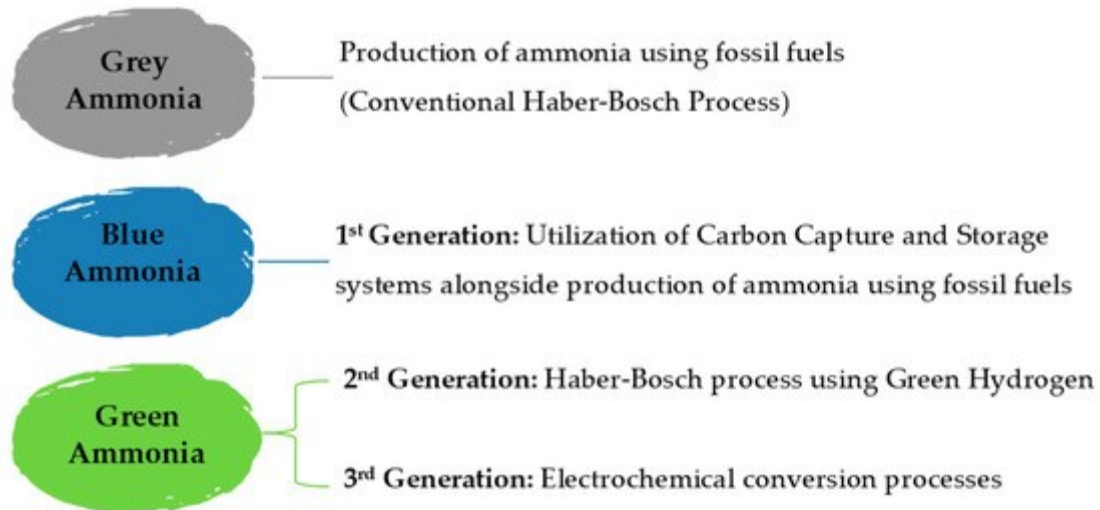 Grey
Ammonia
Production of ammonia using fossil fuels
(Conventional Haber-Bosch Process)
Blue
Ammonia
1st Generation: Utilization of Carbon Capture and Storage
systems alongside production of ammonia using fossil fuels
Green
Ammonia
2nd Generation: Haber-Bosch process using Green Hydrogen
3rd Generation: Electrochemical conversion processes